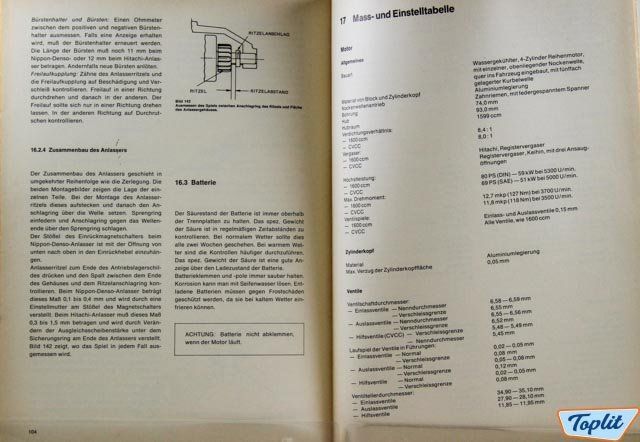 Bürstenhalter und Bürsten: Einen Ohmmeter
zwischen dem positiven und negativen Bürsten-
halter ausmessen. Falls eine Anzeige erhalten
wird, muß der Bürstenhalter erneuert werden.
Die Länge der Bürsten muß noch 11 mm beim
Nippon-Denso- oder 12 mm beim Hitachi-Anlas-
ser betragen. Andernfalls neue Bürsten anlöten.
Freilaufkupplung: Zähne des Anlasserritzels und
die Freilaufkupplung auf Beschädigung und Ver-
schleiß kontrollieren. Freilauf in einer Richtung
durchdrehen und danach in der anderen. Der
Freilauf sollte sich nur in einer Richtung drehen
lassen. In der anderen Richtung auf Durchrut-
schen kontrollieren.
16.2.4 Zusammenbau des Anlassers
Der Zusammenbau des Anlassers geschieht in
umgekehrter Reihenfolge wie die Zerlegung. Die
beiden Montagebilder zeigen die Lage der ein-
zelnen Teile. Bei der Montage des Anlasser-
ritzels dieses aufstecken und danach den An-
schlagring über die Welle setzen. Sprengring
einfedern und Anschlagring gegen das Wellen-
ende über den Sprengring schlagen.
Der Stößel des Einrückmagnetschalters beim
Nippon-Denso-Anlasser ist mit der Öffnung von
unten nach oben in den Einrückhebel einzuhän-
gen.
Anlasserritzel zum Ende des Antriebslagerschil-
des drücken und den Spalt zwischen dem Ende
des Gehäuses und dem Ritzelanschlagring kon-
trollieren. Beim Nippon-Denso-Anlasser beträgt
dieses Maß 0,1 bis 0,4 mm und wird durch eine
Einstellmutter am Stößel des Magnetschalters
verstellt. Beim Hitachi-Anlasser muß dieses Maß
0,3 bis 1,5 mm betragen und wird durch Verän-
dern der Ausgleichsscheibenstärke unter dem
Sicherungsring am Ende des Anlassers verstellt.
Bild 142 zeigt, wo das Spiel in jedem Fall aus-
gemessen wird.
104
RITZELANSCHLAG
RITZEL
RITZELABSTAND
Bild 142
Ausmessen des Spiels zwischen Anschlagring des Ritzels und Fläche
des Anlassergehäuses.
16.3 Batterie
Der Säurestand der Batterie ist immer oberhalb
der Trennplatten zu halten. Das spez. Gewicht
der Säure ist in regelmäßigen Zeitabständen zu
kontrollieren. Bei normalem Wetter sollte dies
alle zwei Wochen geschehen. Bei warmem Wet-
ter sind die Kontrollen häufiger durchzuführen.
Das spez. Gewicht der Säure ist eine gute An-
zeige über den Ladezustand der Batterie.
Batterieklemmen und -pole immer sauber halten.
Korrosion kann man mit Seifenwasser lösen. Ent-
ladene Batterien müssen gegen Frostschäden
geschützt werden, da sie bei kaltem Wetter ein-
frieren können.
ACHTUNG: Batterie nicht abklemmen,
wenn der Motor läuft.
17 Mass- und Einstelltabelle
Motor
Allgemeines
Bauart Wassergekühlter, 4-Zylinder Reihenmotor,
mit einzelner, obenliegender Nockenwelle,
quer ins Fahrzeug eingebaut, mit fünffach
gelagerter Kurbelwelle
Material von Block und Zylinderkopf Aluminiumlegierung
Nockenwellenantrieb Zahnriemen, mit federgespanntem Spanner
Bohrung 74,0 mm
Hub 93,0 mm
Hubraum 1599 ccm
Verdichtungsverhältnis:
— 1600 ccm 8,4 : 1
— CVCC 8,0 : 1
Vergaser:
— 1600 ccm Hitachi, Registervergaser
— CVCC Registervergaser, Keihin, mit drei Ansaug-
öffnungen
Höchstleistung:
— 1600 ccm 80 PS (DIN) — 59 kW bei 5300 U/min.
— CVCC 69 PS (SAE) — 51 kW bei 5000 U/min.
Max. Drehmoment:
— 1600 ccm 12,7 mkp (127 Nm) bei 3700 U/min.
— CVCC 11,8 mkp (118 Nm) bei 3500 U/min.
Ventilspiele:
— 1600 ccm Einlass- und Auslassventile 0,15 mm
— CVCC Alle Ventile, wie 1600 ccm
Zylinderkopf
Material Aluminiumlegierung
Max. Verzug der Zylinderkopffläche 0,05 mm
Ventile
Ventilschaftdurchmesser:
— Einlassventile — Nenndurchmesser 6,58 — 6,59 mm
— Verschleissgrenze 6,55 mm
— Auslassventile — Nenndurchmesser 6,55 — 6,56 mm
— Verschleissgrenze 6,52 mm
— Hilfsventile (CVCC) — Nenndurchmesser 5,48 — 5,49 mm
— Verschleissgrenze 5,45 mm
Laufspiel der Ventile in Führungen:
— Einlassventile — Normal 0,02 — 0,05 mm
— Verschleissgrenze 0,08 mm
— Auslassventile — Normal 0,05 mm
— Verschleissgrenze 0,12 mm
— Hilfsventile — Normal 0,02 — 0,05 mm
— Verschleissgrenze 0,08 mm
Ventiltellerdurchmesser:
— Einlassventile 34,90 — 35,10 mm
— Auslassventile 27,90 — 28,10 mm
— Hilfsventile 11,85 — 11,95 mm
Toplit